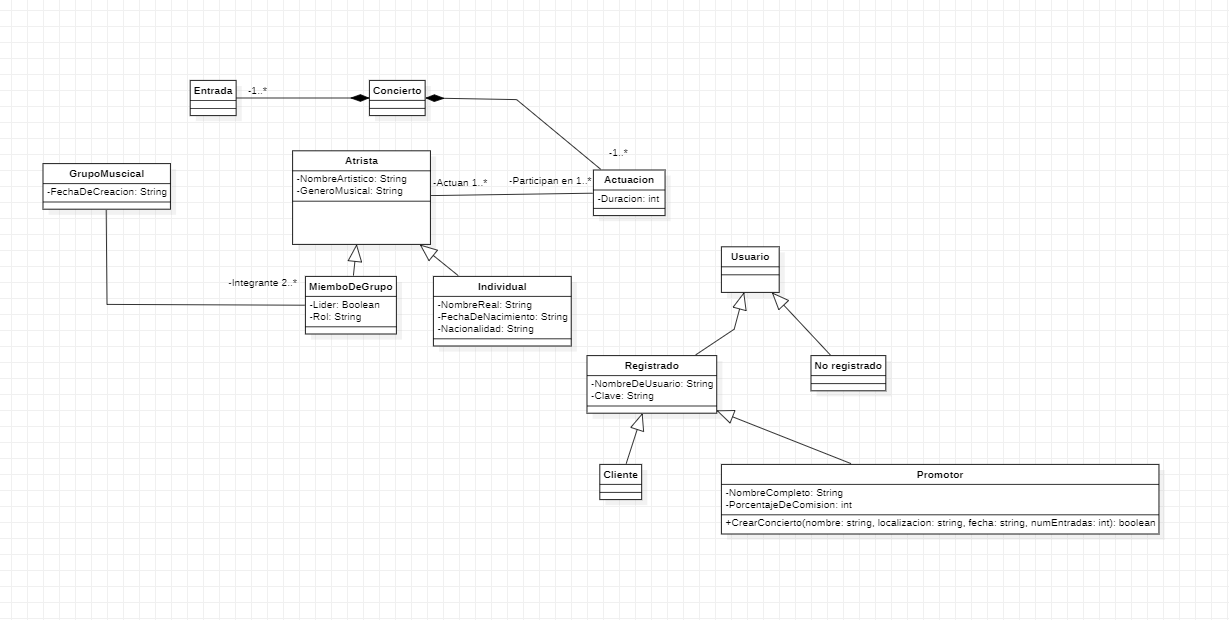 Entrada
-1..*
Concierto
-1..*
Atrista
-NombreArtistico: String
-GeneroMusical: String
GrupoMuscical
-FechaDeCreacion: String
-Actuan 1..*
-Participan en 1..*
Actuacion
-Duracion: int
-Integrante 2..*
MiemboDeGrupo
-Lider: Boolean
-Rol: String
Individual
-NombreReal: String
-FechaDeNacimiento: String
-Nacionalidad: String
Usuario
Registrado
-NombreDeUsuario: String
-Clave: String
No registrado
Cliente
Promotor
-NombreCompleto: String
-PorcentajeDeComision: int
+CrearConcierto(nombre: string, localizacion: string, fecha: string, numEntradas: int): boolean